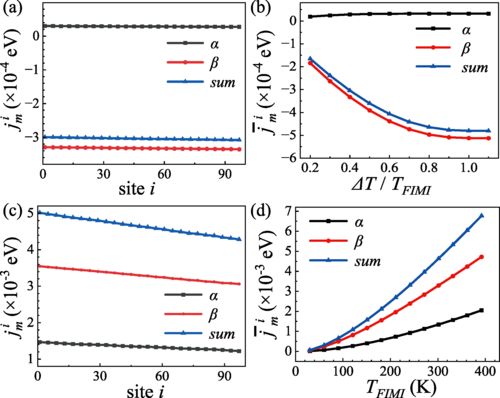 (a)
j_m^i (×10⁻⁴ eV)
1
0
−1
−2
−3
−4
α
β
sum
0 30 60 90
site i
(b)
j̄_m^i (×10⁻⁴ eV)
0
−1
−2
−3
−4
−5
−6
α
β
sum
0.2 0.4 0.6 0.8 1.0
ΔT / T_FIMI
(c)
j_m^i (×10⁻³ eV)
5
4
3
2
1
α
β
sum
0 30 60 90
site i
(d)
j̄_m^i (×10⁻³ eV)
7
6
5
4
3
2
1
0
α
β
sum
0 100 200 300 400
T_FIMI (K)